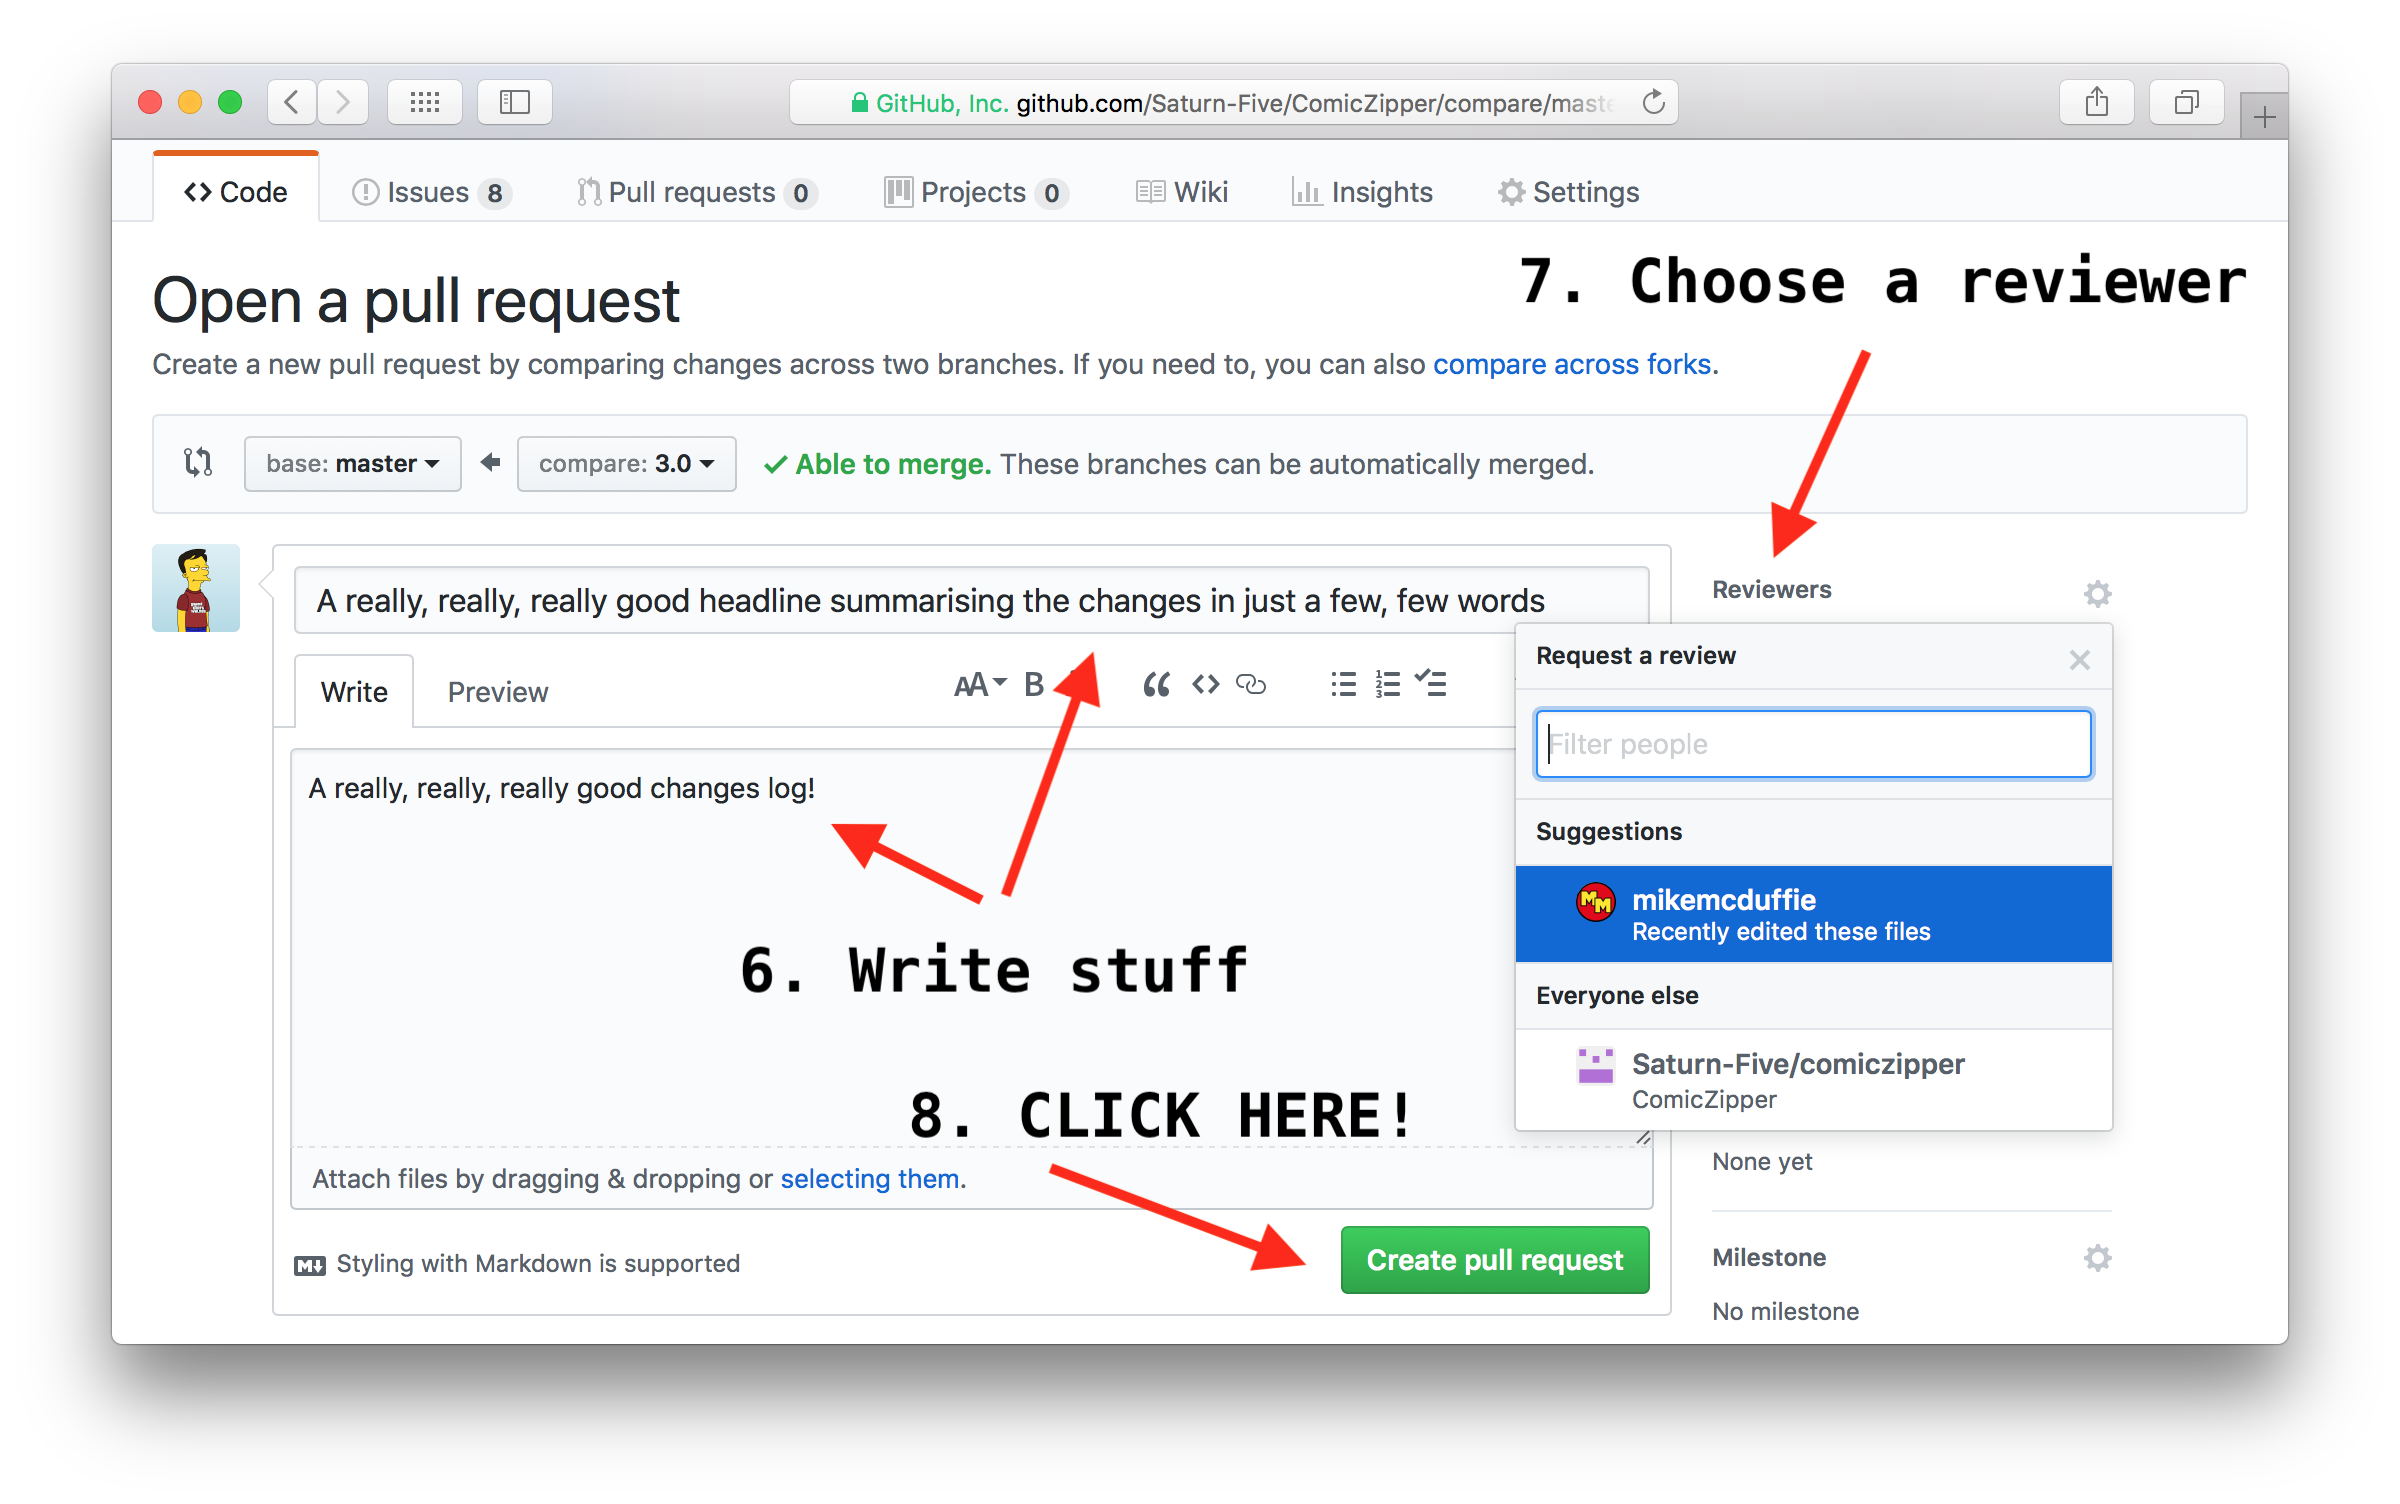 GitHub, Inc. github.com/Saturn-Five/ComicZipper/compare/maste
Code Issues 8 Pull requests 0 Projects 0 Wiki Insights Settings
7. Choose a reviewer
Open a pull request
Create a new pull request by comparing changes across two branches. If you need to, you can also compare across forks.
base: master compare: 3.0 Able to merge. These branches can be automatically merged.
A really, really, really good headline summarising the changes in just a few, few words
Reviewers
Write Preview AA B
Request a review
Filter people
A really, really, really good changes log!
Suggestions
MM mikemcduffie
Recently edited these files
6. Write stuff
Everyone else
Saturn-Five/comiczipper
ComicZipper
8. CLICK HERE!
Attach files by dragging & dropping or selecting them.
None yet
Styling with Markdown is supported
Create pull request
Milestone
No milestone